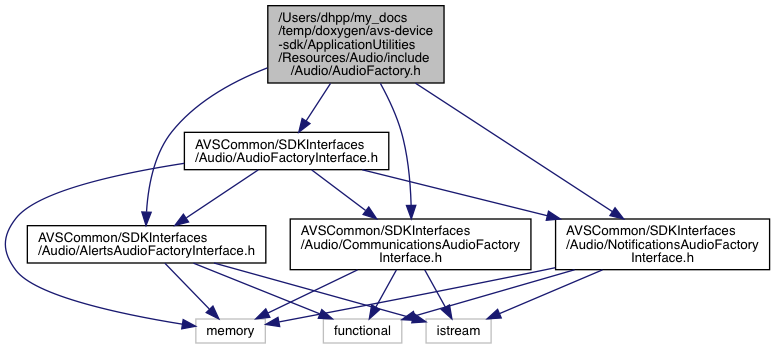 /Users/dhpp/my_docs
/temp/doxygen/avs-device
-sdk/ApplicationUtilities
/Resources/Audio/include
/Audio/AudioFactory.h
AVSCommon/SDKInterfaces
/Audio/AudioFactoryInterface.h
AVSCommon/SDKInterfaces
/Audio/AlertsAudioFactoryInterface.h
AVSCommon/SDKInterfaces
/Audio/CommunicationsAudioFactory
Interface.h
AVSCommon/SDKInterfaces
/Audio/NotificationsAudioFactory
Interface.h
memory
functional
istream